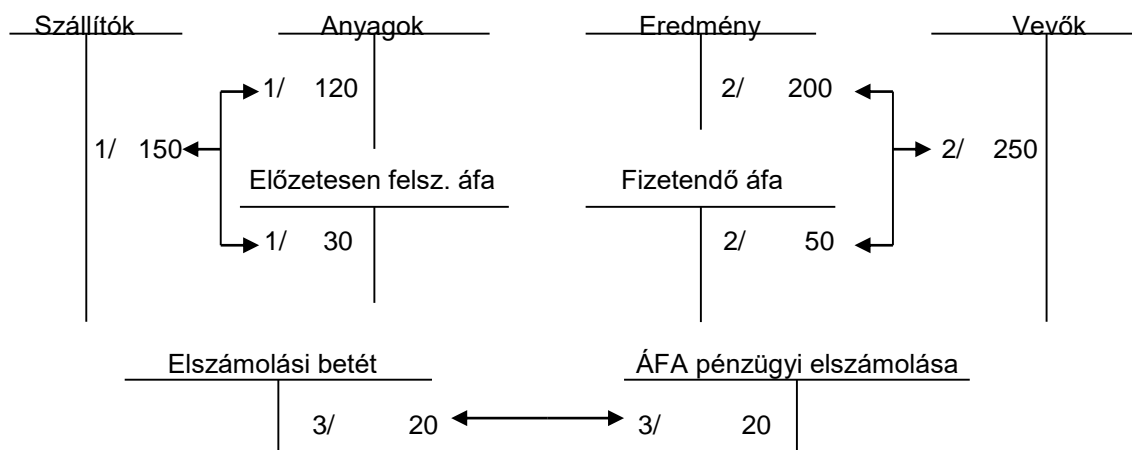 Szállítók Anyagok Eredmény Vevők
1/ 120 2/ 200
1/ 150 2/ 250
Előzetesen felsz. áfa Fizetendő áfa
1/ 30 2/ 50
Elszámolási betét ÁFA pénzügyi elszámolása
3/ 20 3/ 20